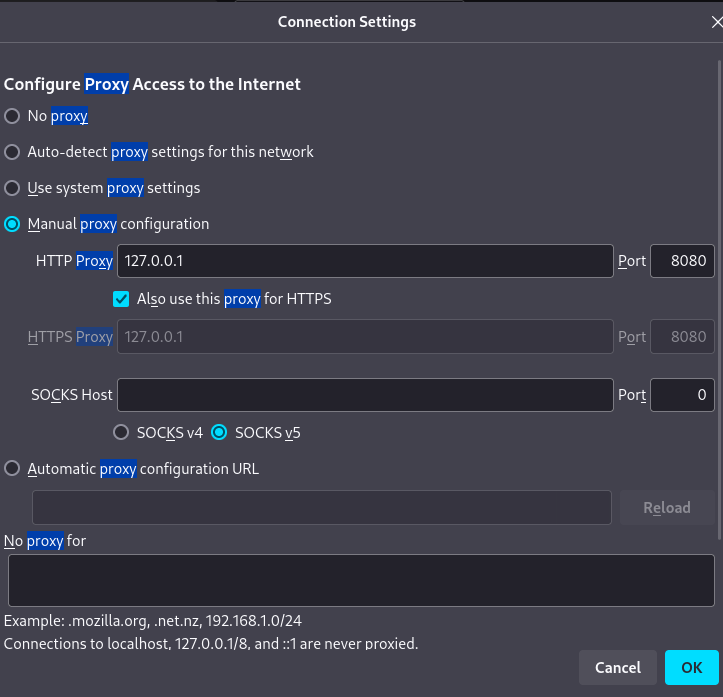 Connection Settings
Configure Proxy Access to the Internet
No proxy
Auto-detect proxy settings for this network
Use system proxy settings
Manual proxy configuration
HTTP Proxy 127.0.0.1 Port 8080
Also use this proxy for HTTPS
HTTPS Proxy 127.0.0.1 Port 8080
SOCKS Host Port 0
SOCKS v4 SOCKS v5
Automatic proxy configuration URL
Reload
No proxy for
Example: .mozilla.org, .net.nz, 192.168.1.0/24
Connections to localhost, 127.0.0.1/8, and ::1 are never proxied.
Cancel OK